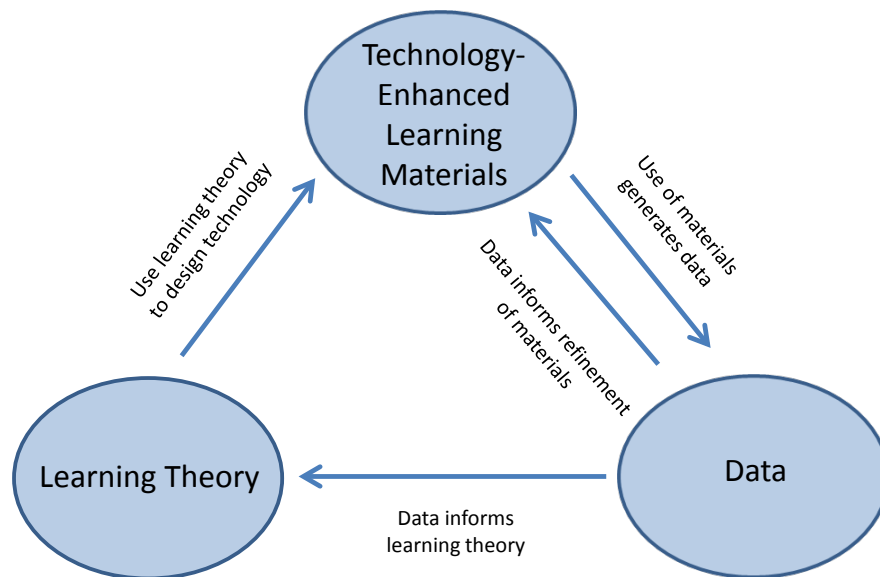 Technology-
Enhanced
Learning
Materials
Use learning theory
to design technology
Use of materials
generates data
Data informs refinement
of materials
Learning Theory
Data
Data informs
learning theory